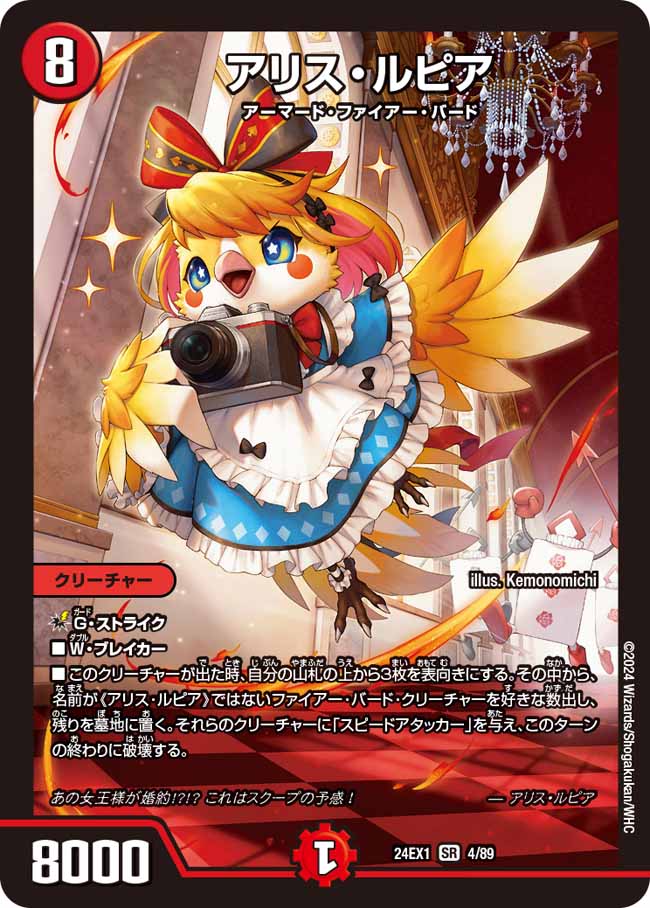 8
アリス・ルピア
アーマード・ファイアー・バード
クリーチャー
illus. Kemonomichi
G・ストライク
■W・ブレイカー
■このクリーチャーが出た時、自分の山札の上から3枚を表向きにする。その中から、
名前が《アリス・ルピア》ではないファイアー・バード・クリーチャーを好きな数出し、
残りを墓地に置く。それらのクリーチャーに「スピードアタッカー」を与え、このターン
の終わりに破壊する。
あの女王様が婚約!?!? これはスクープの予感！ ― アリス・ルピア
8000
1
24EX1 SR 4/89
©2024 Wizards/Shogakukan/WHC